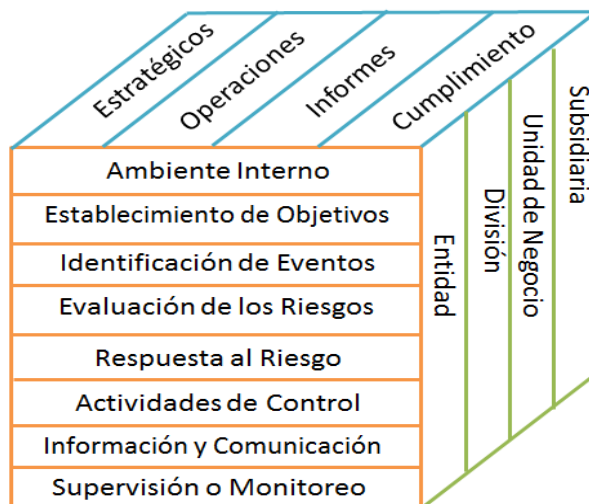 Estratégicos
Operaciones
Informes
Cumplimiento
Ambiente Interno
Establecimiento de Objetivos
Identificación de Eventos
Evaluación de los Riesgos
Respuesta al Riesgo
Actividades de Control
Información y Comunicación
Supervisión o Monitoreo
Entidad
División
Unidad de Negocio
Subsidiaria